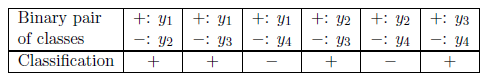 Binary pair +: y₁ +: y₁ +: y₁ +: y₂ +: y₂ +: y₃
of classes −: y₂ −: y₃ −: y₄ −: y₃ −: y₄ −: y₄
Classification + + − + − +